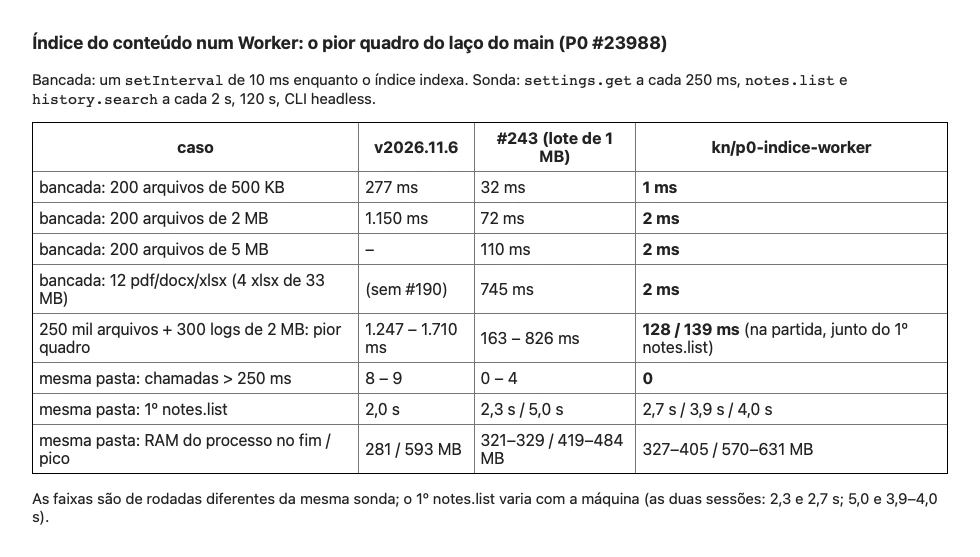 Índice do conteúdo num Worker: o pior quadro do laço do main (P0 #23988)
Bancada: um setInterval de 10 ms enquanto o índice indexa. Sonda: settings.get a cada 250 ms, notes.list e
history.search a cada 2 s, 120 s, CLI headless.
caso
v2026.11.6
#243 (lote de 1
MB)
kn/p0-indice-worker
bancada: 200 arquivos de 500 KB
277 ms
32 ms
1 ms
bancada: 200 arquivos de 2 MB
1.150 ms
72 ms
2 ms
bancada: 200 arquivos de 5 MB
–
110 ms
2 ms
bancada: 12 pdf/docx/xlsx (4 xlsx de 33
MB)
(sem #190)
745 ms
2 ms
250 mil arquivos + 300 logs de 2 MB: pior
quadro
1.247 – 1.710
ms
163 – 826 ms
128 / 139 ms (na partida, junto do 1º
notes.list)
mesma pasta: chamadas > 250 ms
8 – 9
0 – 4
0
mesma pasta: 1º notes.list
2,0 s
2,3 s / 5,0 s
2,7 s / 3,9 s / 4,0 s
mesma pasta: RAM do processo no fim /
pico
281 / 593 MB
321–329 / 419–484
MB
327–405 / 570–631 MB
As faixas são de rodadas diferentes da mesma sonda; o 1º notes.list varia com a máquina (as duas sessões: 2,3 e 2,7 s; 5,0 e 3,9–4,0
s).